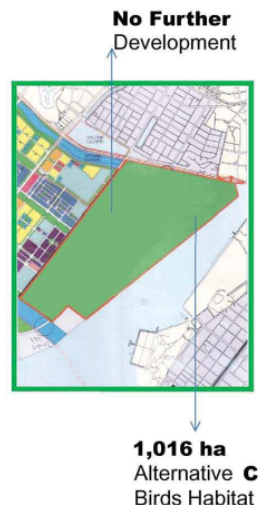 No Further
Development
1,016 ha
Alternative C
Birds Habitat